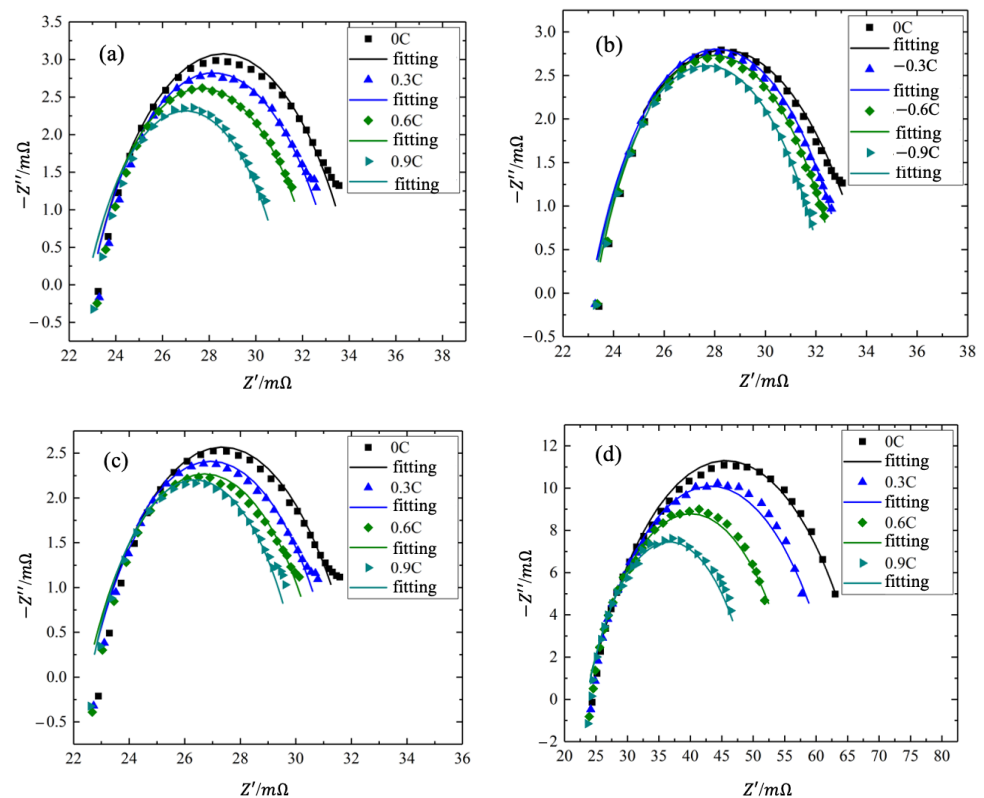 (a)
3.5
3.0
2.5
2.0
1.5
1.0
0.5
0.0
−0.5
−Z''/mΩ
22 24 26 28 30 32 34 36 38
Z'/mΩ
0C
fitting
0.3C
fitting
0.6C
fitting
0.9C
fitting
(b)
3.0
2.5
2.0
1.5
1.0
0.5
0.0
−0.5
−Z''/mΩ
22 24 26 28 30 32 34 36 38
Z'/mΩ
0C
fitting
−0.3C
fitting
−0.6C
fitting
−0.9C
fitting
(c)
2.5
2.0
1.5
1.0
0.5
0.0
−0.5
−Z''/mΩ
22 24 26 28 30 32 34 36
Z'/mΩ
0C
fitting
0.3C
fitting
0.6C
fitting
0.9C
fitting
(d)
12
10
8
6
4
2
0
−2
−Z''/mΩ
20 25 30 35 40 45 50 55 60 65 70 75 80
Z'/mΩ
0C
fitting
0.3C
fitting
0.6C
fitting
0.9C
fitting